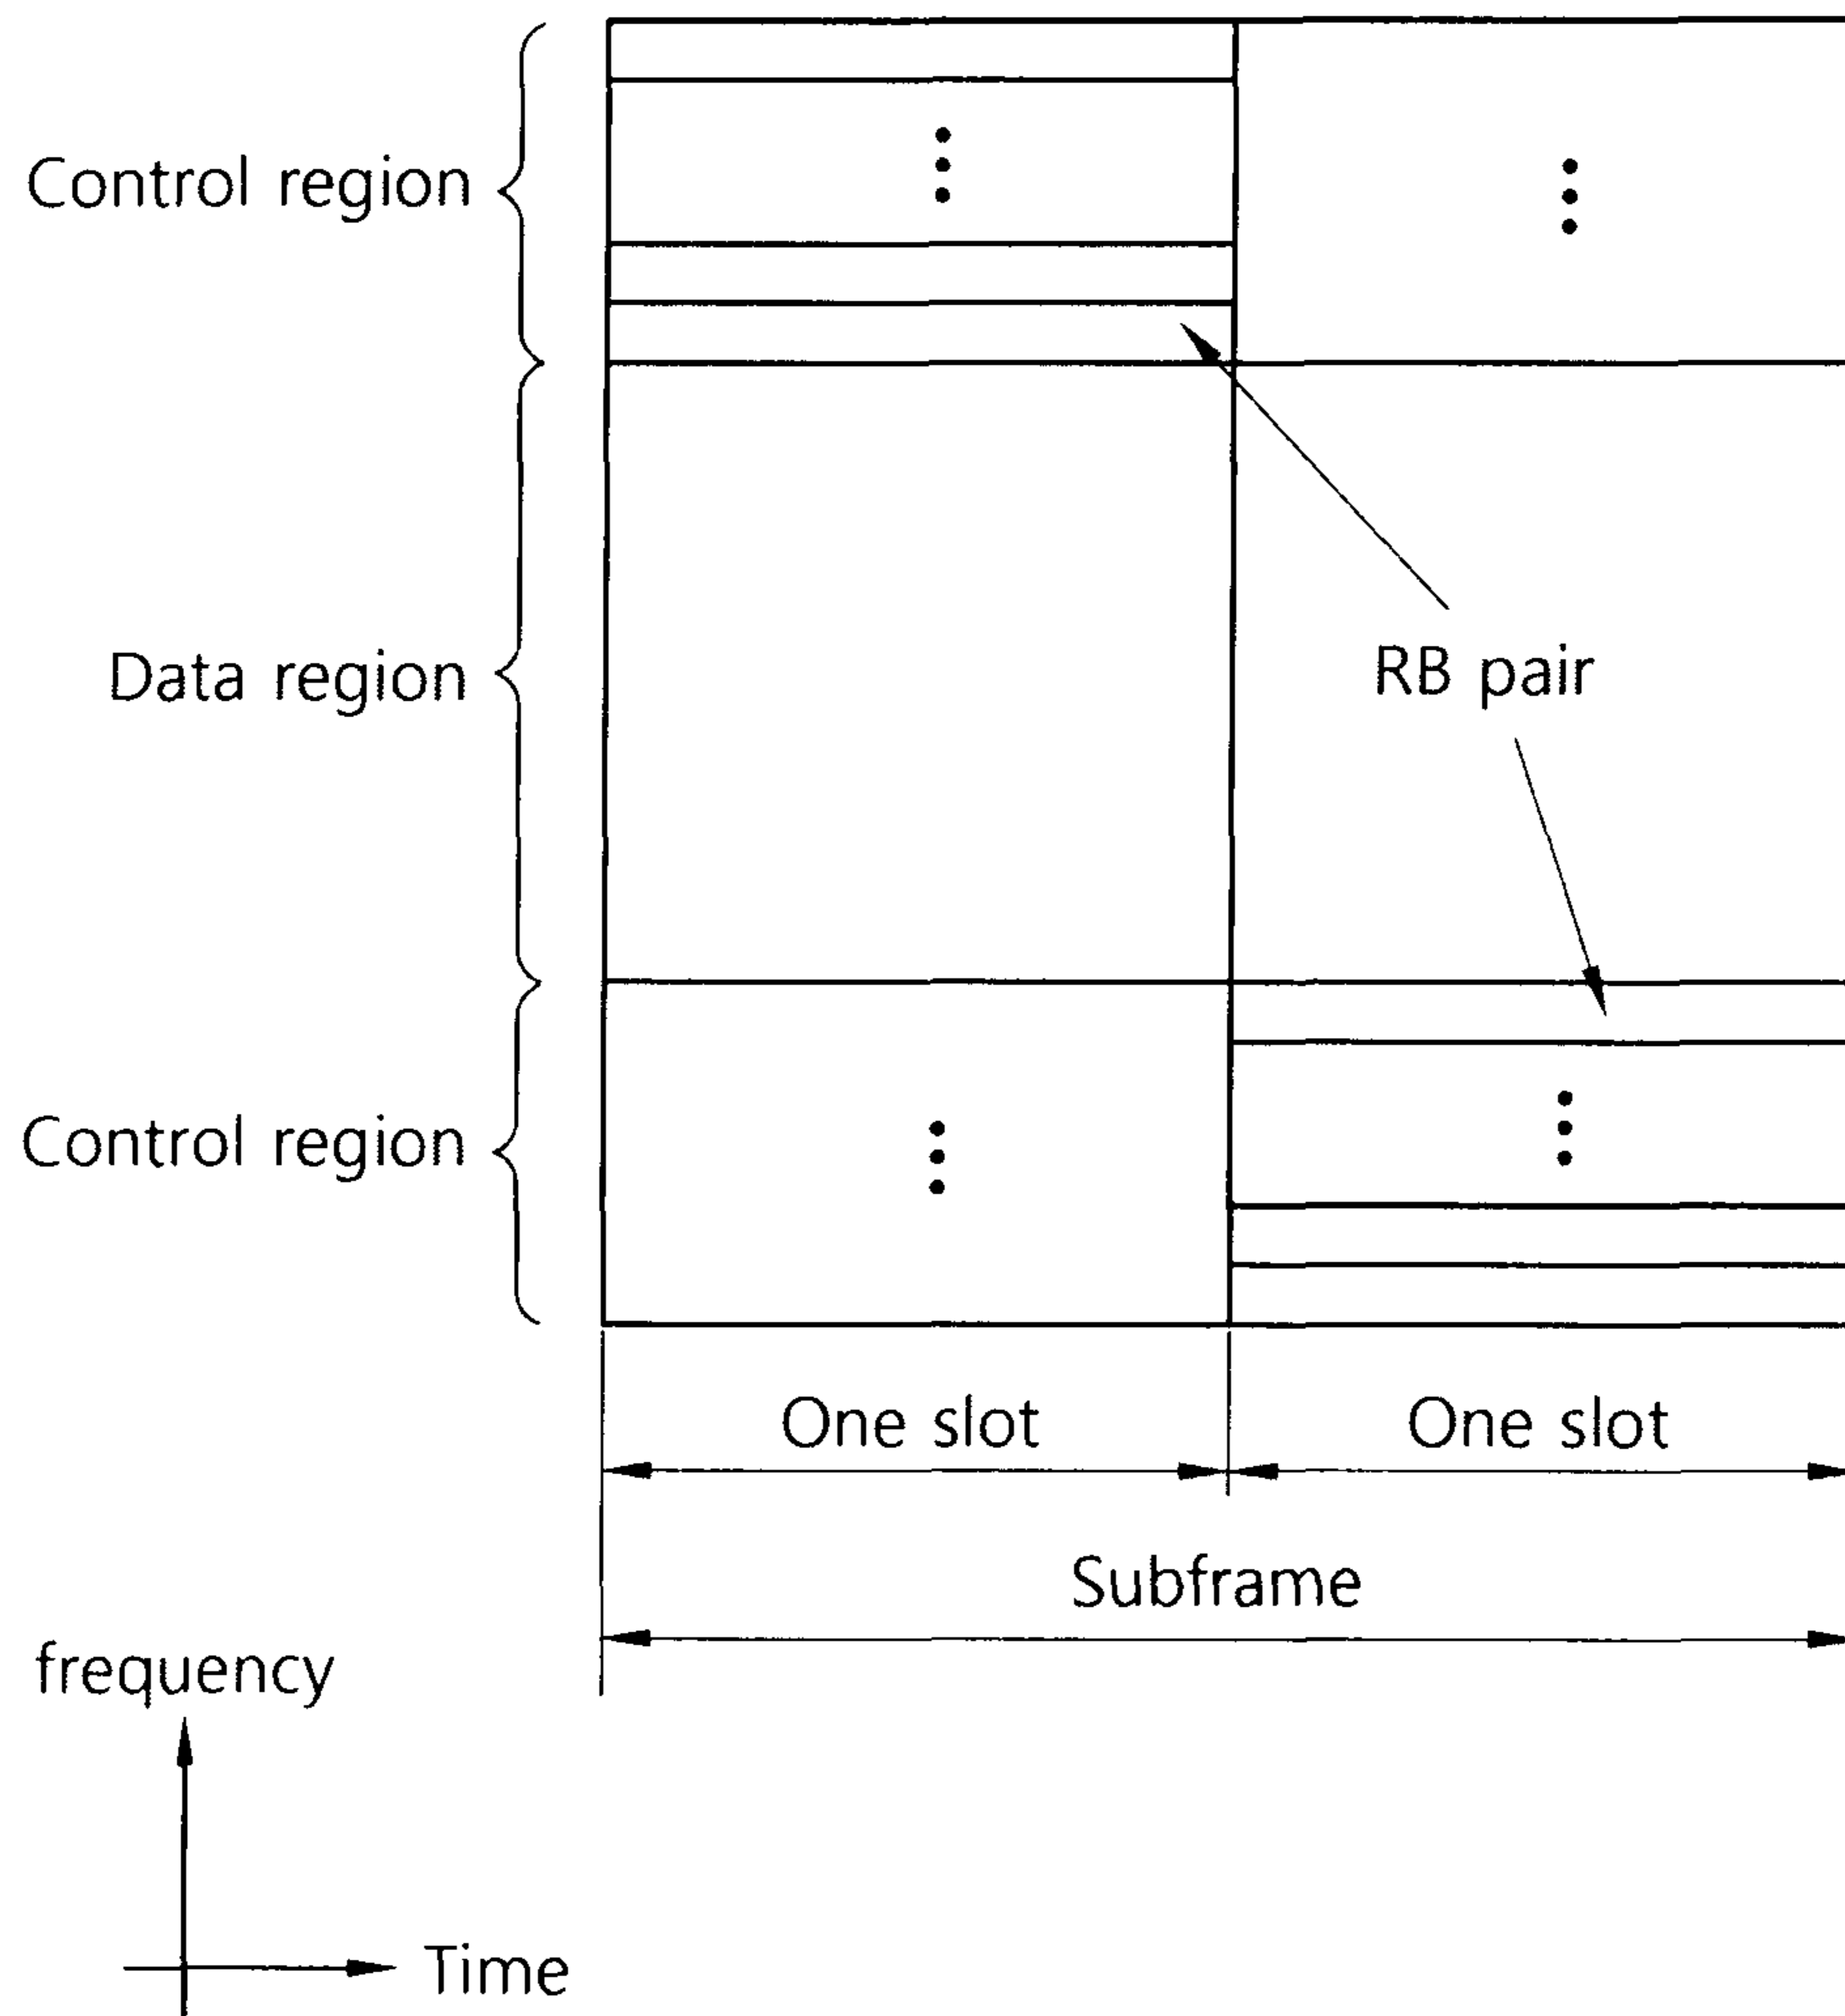 Control region
Data region
RB pair
Control region
One slot
One slot
Subframe
frequency
Time